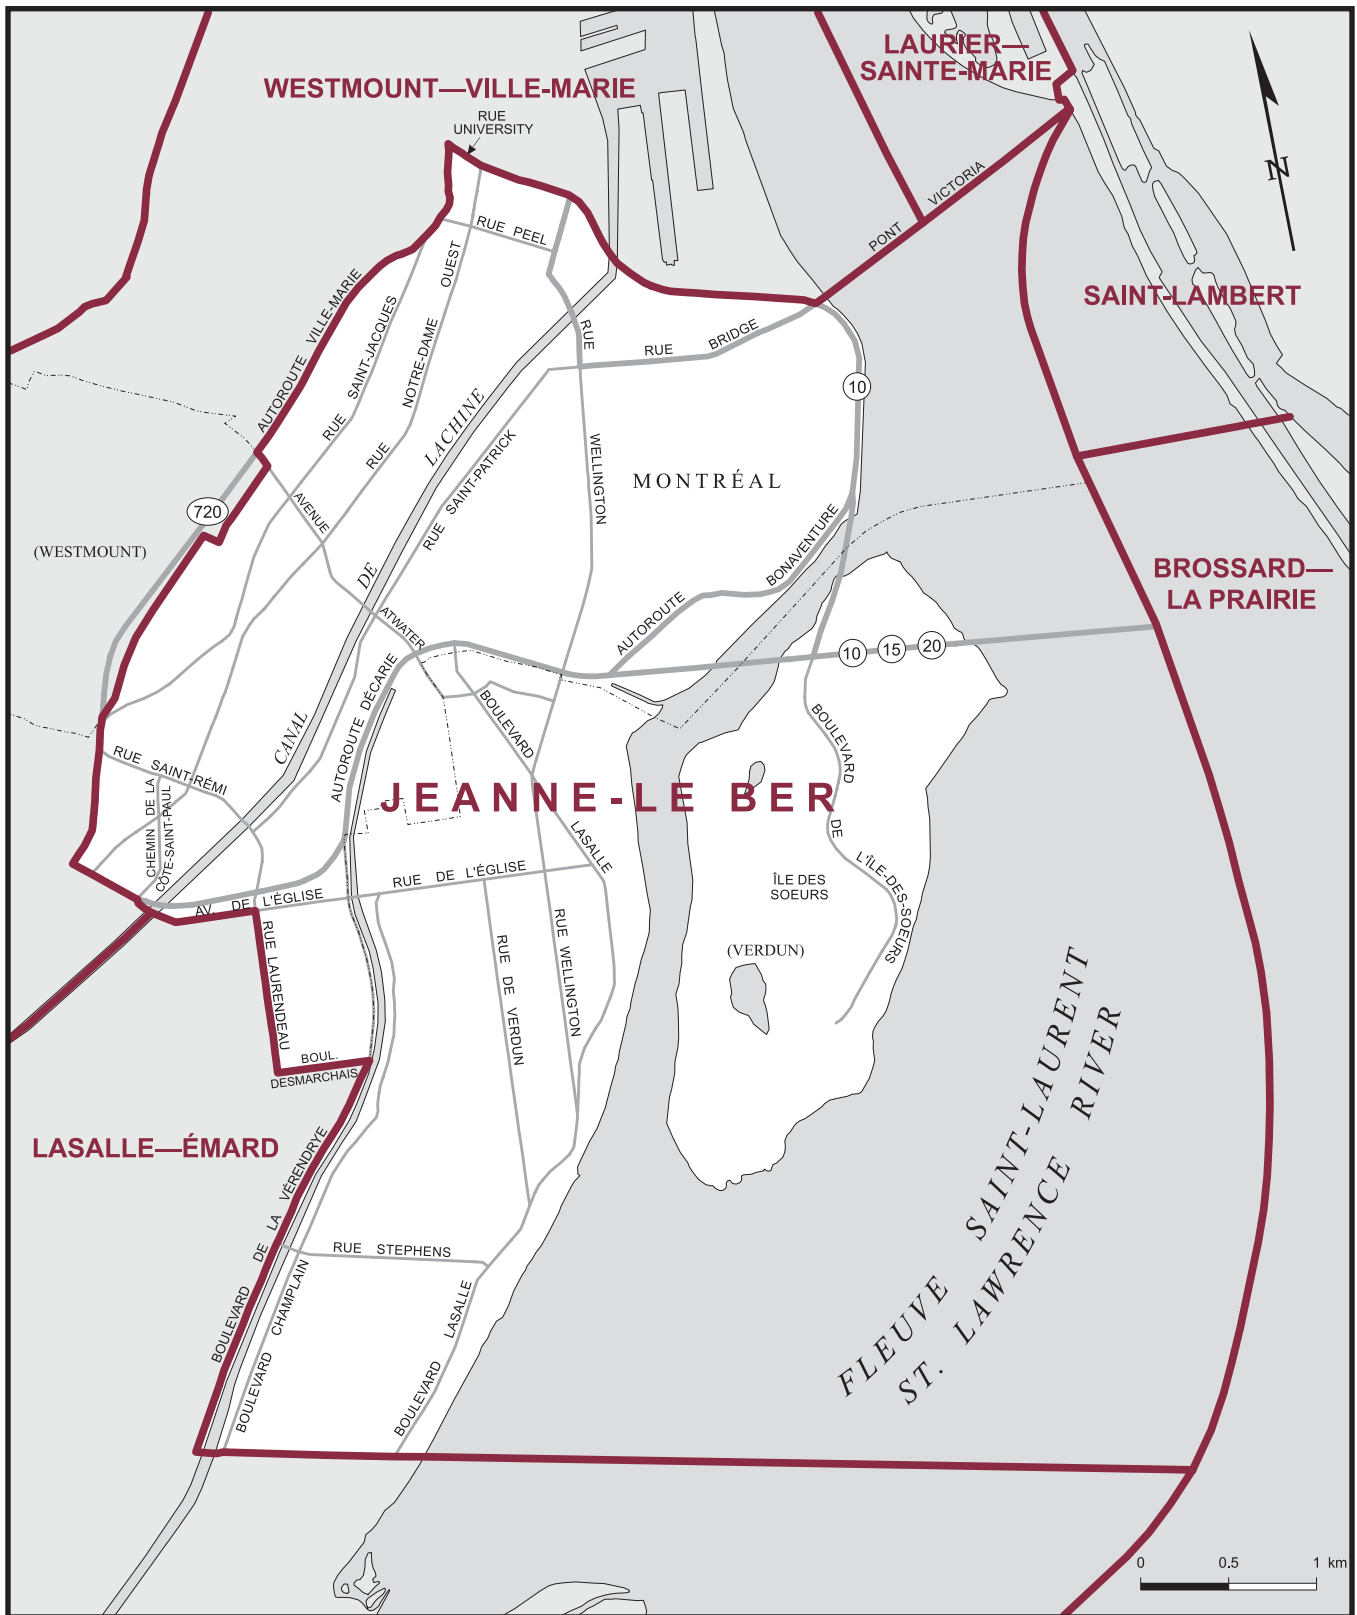 LAURIER—
SAINTE-MARIE
WESTMOUNT—VILLE-MARIE
RUE
UNIVERSITY
N
PONT VICTORIA
RUE PEEL
SAINT-LAMBERT
AUTOROUTE VILLE-MARIE
RUE SAINT-JACQUES
RUE NOTRE-DAME OUEST
RUE WELLINGTON
RUE BRIDGE
10
CANAL DE LACHINE
RUE SAINT-PATRICK
MONTRÉAL
720
AVENUE ATWATER
(WESTMOUNT)
AUTOROUTE BONAVENTURE
BROSSARD—
LA PRAIRIE
10 15 20
AUTOROUTE DÉCARIE
BOULEVARD LASALLE
BOULEVARD DE L'ÎLE-DES-SOEURS
RUE SAINT-RÉMI
CHEMIN DE LA
CÔTE-SAINT-PAUL
JEANNE-LE BER
RUE DE L'ÉGLISE
AV. DE L'ÉGLISE
ÎLE DES
SOEURS
(VERDUN)
RUE LAURENDEAU
RUE DE VERDUN
RUE WELLINGTON
BOUL.
DESMARCHAIS
FLEUVE SAINT-LAURENT
ST. LAWRENCE RIVER
LASALLE—ÉMARD
BOULEVARD DE LA VÉRENDRYE
RUE STEPHENS
BOULEVARD CHAMPLAIN
BOULEVARD LASALLE
0 0.5 1 km